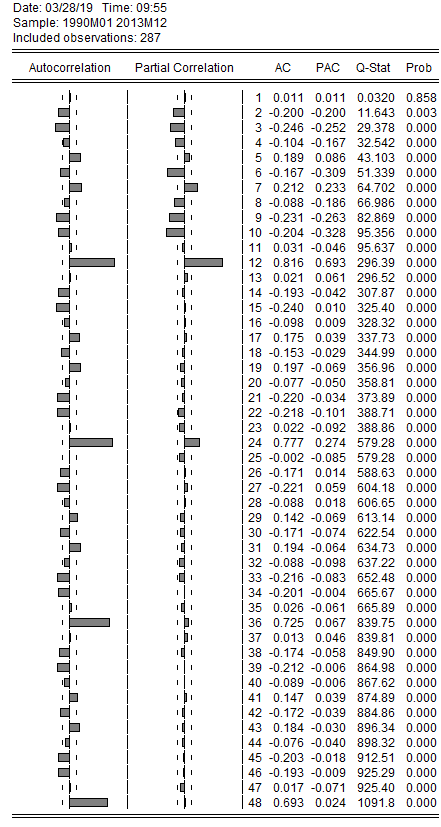 Date: 03/28/19 Time: 09:55
Sample: 1990M01 2013M12
Included observations: 287
Autocorrelation Partial Correlation AC PAC Q-Stat Prob
1 0.011 0.011 0.0320 0.858
2 -0.200 -0.200 11.643 0.003
3 -0.246 -0.252 29.378 0.000
4 -0.104 -0.167 32.542 0.000
5 0.189 0.086 43.103 0.000
6 -0.167 -0.309 51.339 0.000
7 0.212 0.233 64.702 0.000
8 -0.088 -0.186 66.986 0.000
9 -0.231 -0.263 82.869 0.000
10 -0.204 -0.328 95.356 0.000
11 0.031 -0.046 95.637 0.000
12 0.816 0.693 296.39 0.000
13 0.021 0.061 296.52 0.000
14 -0.193 -0.042 307.87 0.000
15 -0.240 0.010 325.40 0.000
16 -0.098 0.009 328.32 0.000
17 0.175 0.039 337.73 0.000
18 -0.153 -0.029 344.99 0.000
19 0.197 -0.069 356.96 0.000
20 -0.077 -0.050 358.81 0.000
21 -0.220 -0.034 373.89 0.000
22 -0.218 -0.101 388.71 0.000
23 0.022 -0.092 388.86 0.000
24 0.777 0.274 579.28 0.000
25 -0.002 -0.085 579.28 0.000
26 -0.171 0.014 588.63 0.000
27 -0.221 0.059 604.18 0.000
28 -0.088 0.018 606.65 0.000
29 0.142 -0.069 613.14 0.000
30 -0.171 -0.074 622.54 0.000
31 0.194 -0.064 634.73 0.000
32 -0.088 -0.098 637.22 0.000
33 -0.216 -0.083 652.48 0.000
34 -0.201 -0.004 665.67 0.000
35 0.026 -0.061 665.89 0.000
36 0.725 0.067 839.75 0.000
37 0.013 0.046 839.81 0.000
38 -0.174 -0.058 849.90 0.000
39 -0.212 -0.006 864.98 0.000
40 -0.089 -0.006 867.62 0.000
41 0.147 0.039 874.89 0.000
42 -0.172 -0.039 884.86 0.000
43 0.184 -0.030 896.34 0.000
44 -0.076 -0.040 898.32 0.000
45 -0.203 -0.018 912.51 0.000
46 -0.193 -0.009 925.29 0.000
47 0.017 -0.071 925.40 0.000
48 0.693 0.024 1091.8 0.000